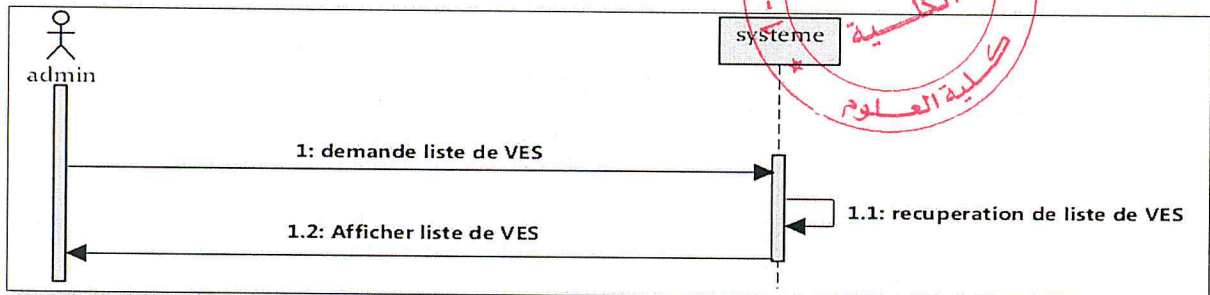 admin
systeme
كلية العلوم
1: demande liste de VES
1.1: recuperation de liste de VES
1.2: Afficher liste de VES